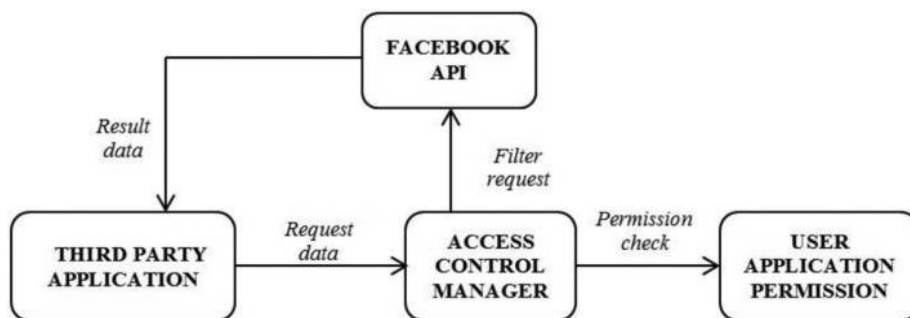 FACEBOOK
API
Result
data
Filter
request
THIRD PARTY
APPLICATION
Request
data
ACCESS
CONTROL
MANAGER
Permission
check
USER
APPLICATION
PERMISSION